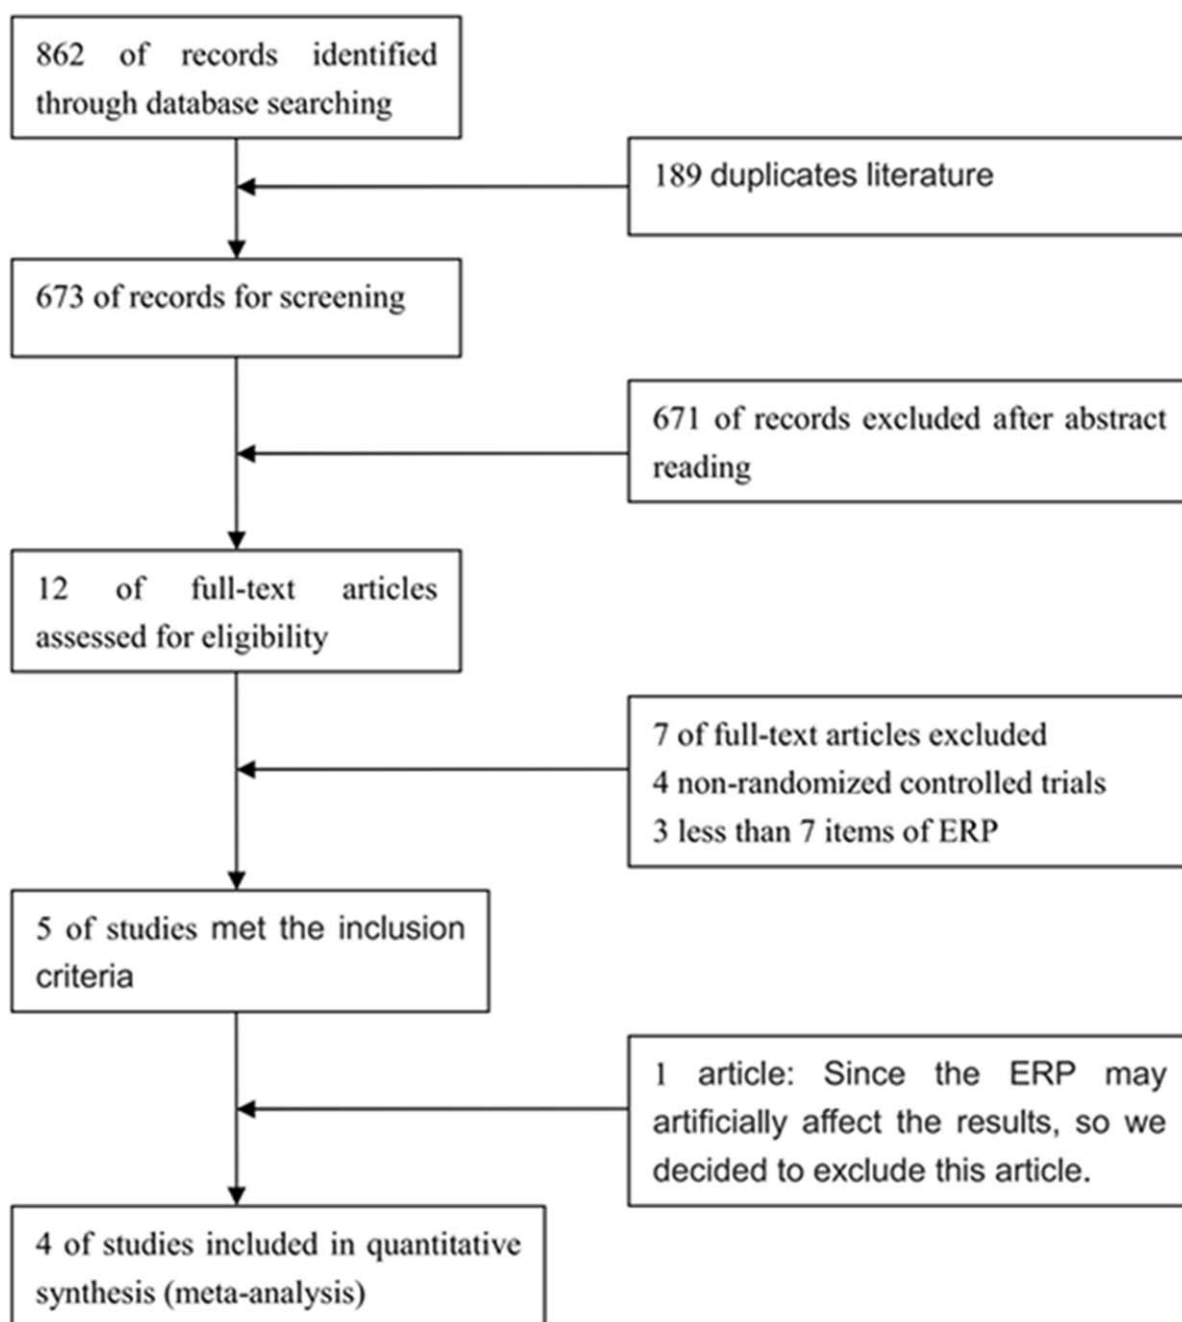 862 of records identified
through database searching
189 duplicates literature
673 of records for screening
671 of records excluded after abstract
reading
12 of full-text articles
assessed for eligibility
7 of full-text articles excluded
4 non-randomized controlled trials
3 less than 7 items of ERP
5 of studies met the inclusion
criteria
1 article: Since the ERP may
artificially affect the results, so we
decided to exclude this article.
4 of studies included in quantitative
synthesis (meta-analysis)